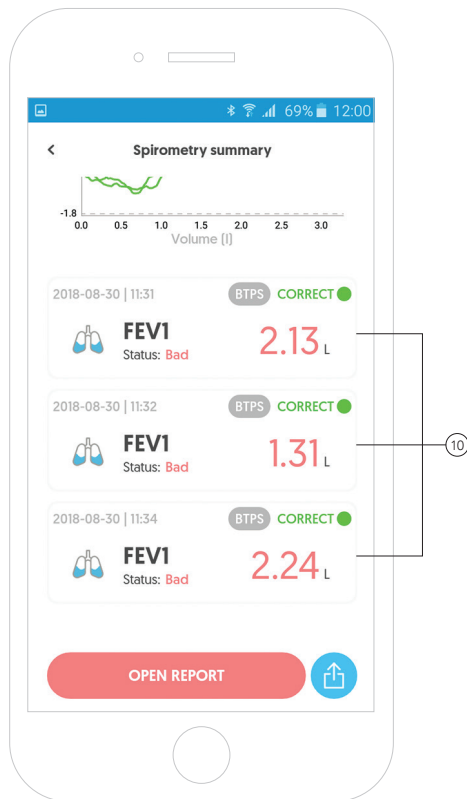 69% 12:00
Spirometry summary
-1.8
0.0 0.5 1.0 1.5 2.0 2.5 3.0
Volume [l]
2018-08-30 | 11:31 BTPS CORRECT
FEV1 2.13 L
Status: Bad
2018-08-30 | 11:32 BTPS CORRECT
FEV1 1.31 L
Status: Bad
10
2018-08-30 | 11:34 BTPS CORRECT
FEV1 2.24 L
Status: Bad
OPEN REPORT